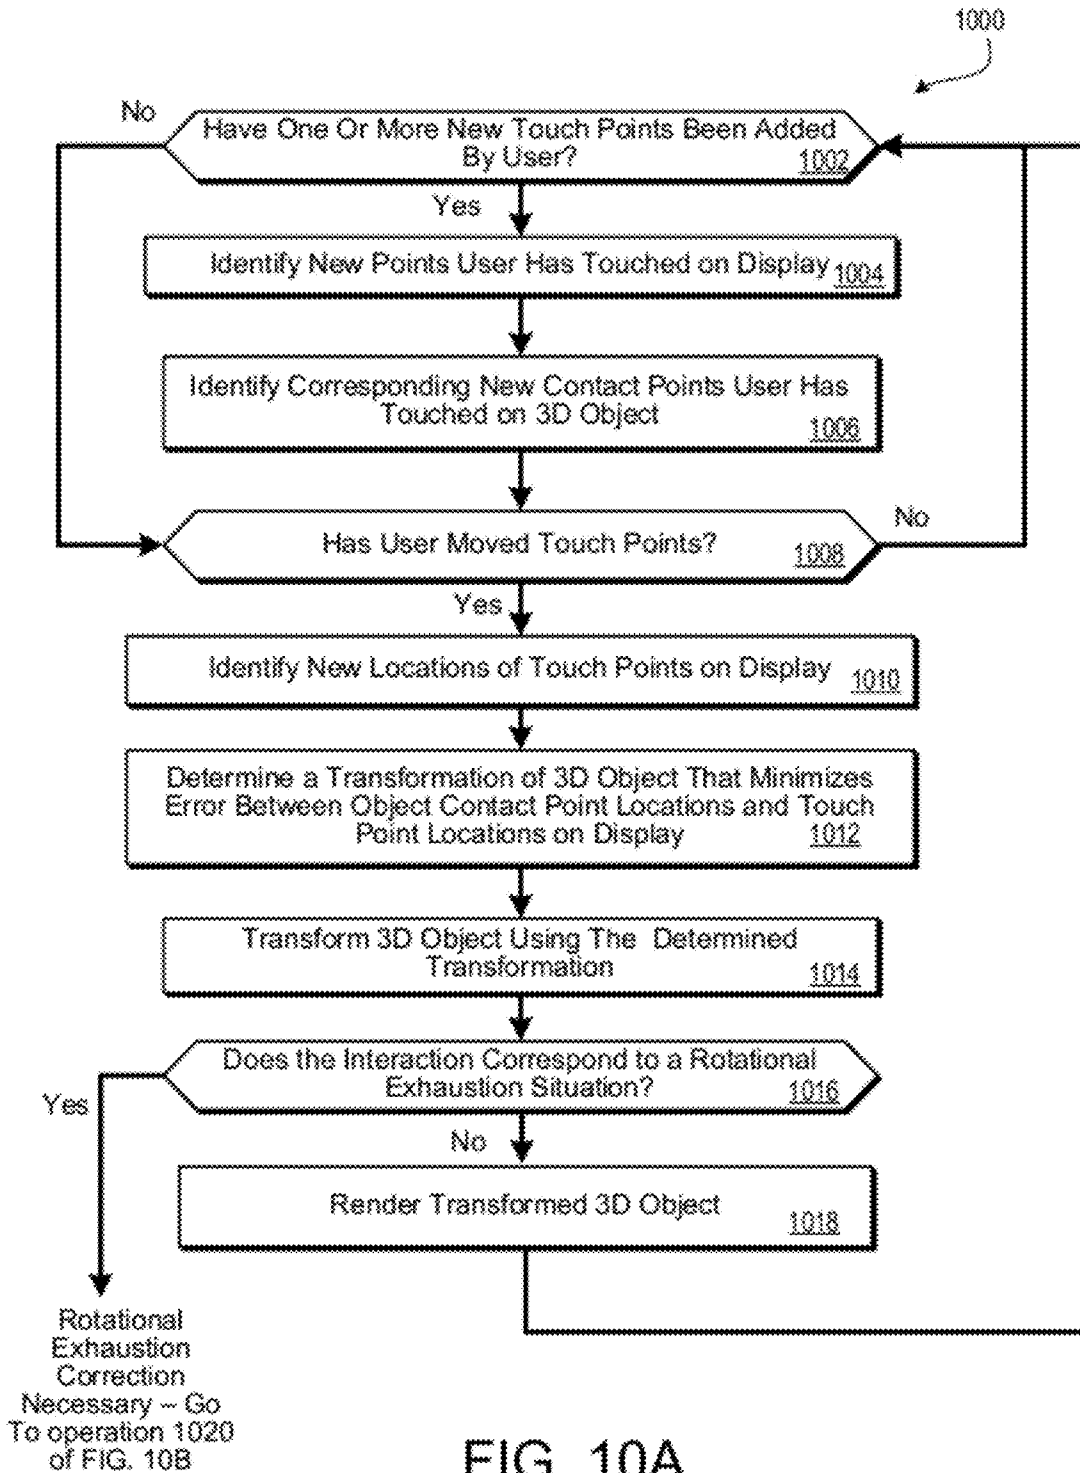 1000
No
Have One Or More New Touch Points Been Added
By User?
1002
Yes
Identify New Points User Has Touched on Display
1004
Identify Corresponding New Contact Points User Has
Touched on 3D Object
1006
Has User Moved Touch Points?
1008
No
Yes
Identify New Locations of Touch Points on Display
1010
Determine a Transformation of 3D Object That Minimizes
Error Between Object Contact Point Locations and Touch
Point Locations on Display
1012
Transform 3D Object Using The Determined
Transformation
1014
Does the Interaction Correspond to a Rotational
Exhaustion Situation?
1016
Yes
No
Render Transformed 3D Object
1018
Rotational
Exhaustion
Correction
Necessary – Go
To operation 1020
of FIG. 10B
FIG. 10A